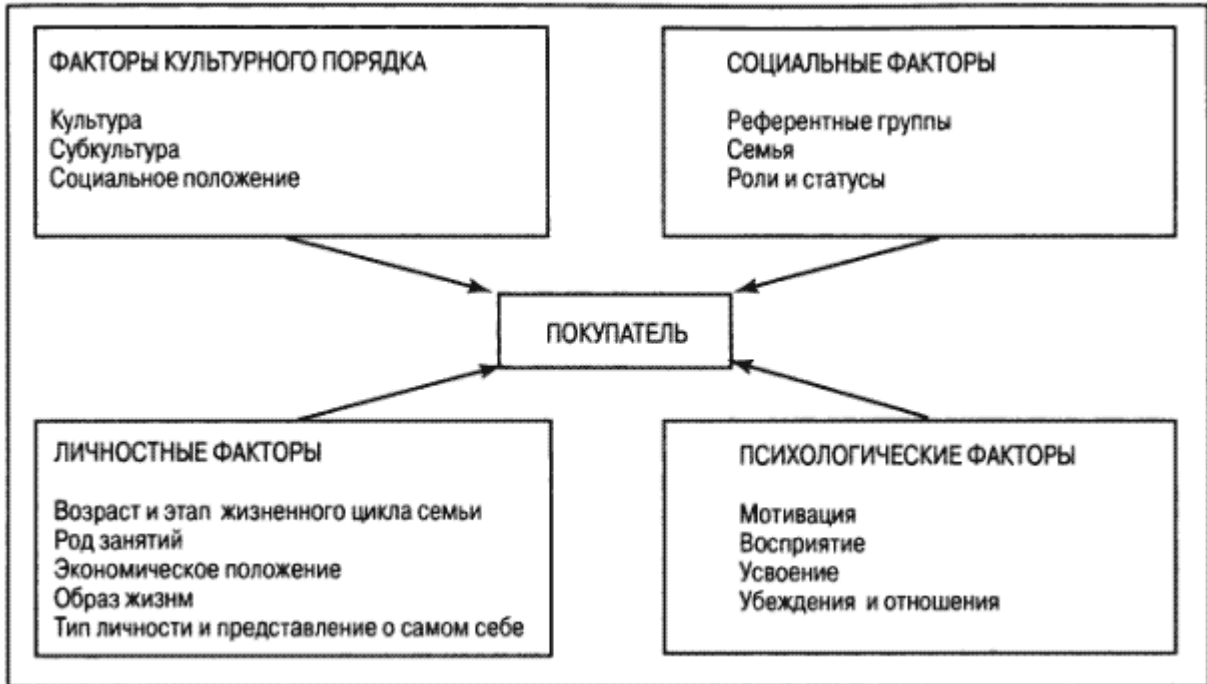 ФАКТОРЫ КУЛЬТУРНОГО ПОРЯДКА
Культура
Субкультура
Социальное положение
СОЦИАЛЬНЫЕ ФАКТОРЫ
Референтные группы
Семья
Роли и статусы
ПОКУПАТЕЛЬ
ЛИЧНОСТНЫЕ ФАКТОРЫ
Возраст и этап жизненного цикла семьи
Род занятий
Экономическое положение
Образ жизнм
Тип личности и представление о самом себе
ПСИХОЛОГИЧЕСКИЕ ФАКТОРЫ
Мотивация
Восприятие
Усвоение
Убеждения и отношения